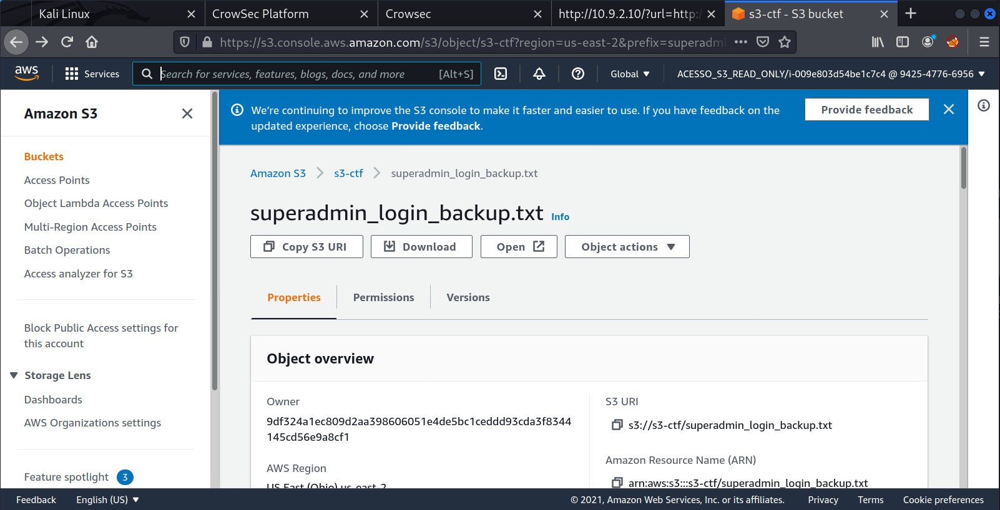 Kali Linux
CrowSec Platform
Crowsec
http://10.9.2.10/?url=http:/
s3-ctf - S3 bucket
https://s3.console.aws.amazon.com/s3/object/s3-ctf?region=us-east-2&prefix=superadmi
aws
Services
Search for services, features, blogs, docs, and more
[Alt+S]
Global
ACESSO_S3_READ_ONLY/i-009e803d54be1c7c4 @ 9425-4776-6956
Amazon S3
Buckets
Access Points
Object Lambda Access Points
Multi-Region Access Points
Batch Operations
Access analyzer for S3
Block Public Access settings for
this account
Storage Lens
Dashboards
AWS Organizations settings
Feature spotlight 3
We're continuing to improve the S3 console to make it faster and easier to use. If you have feedback on the
updated experience, choose Provide feedback.
Provide feedback
Amazon S3
s3-ctf
superadmin_login_backup.txt
superadmin_login_backup.txt Info
Copy S3 URI
Download
Open
Object actions
Properties
Permissions
Versions
Object overview
Owner
9df324a1ec809d2aa398606051e4de5bc1ceddd93cda3f8344
145cd56e9a8cf1
AWS Region
US East (Ohio) us-east-2
S3 URI
s3://s3-ctf/superadmin_login_backup.txt
Amazon Resource Name (ARN)
arn:aws:s3:::s3-ctf/superadmin_login_backup.txt
Feedback
English (US)
© 2021, Amazon Web Services, Inc. or its affiliates.
Privacy
Terms
Cookie preferences